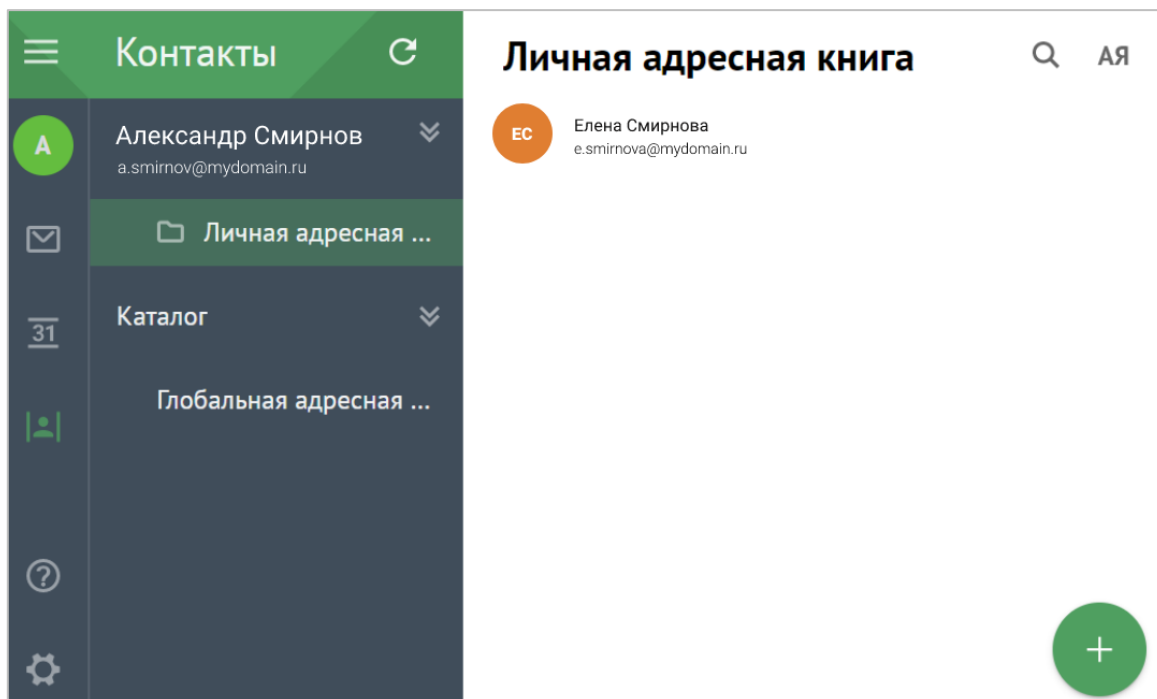 Контакты
А
Александр Смирнов
a.smirnov@mydomain.ru
Личная адресная ...
31
Каталог
Глобальная адресная ...
Личная адресная книга
АЯ
ЕС
Елена Смирнова
e.smirnova@mydomain.ru